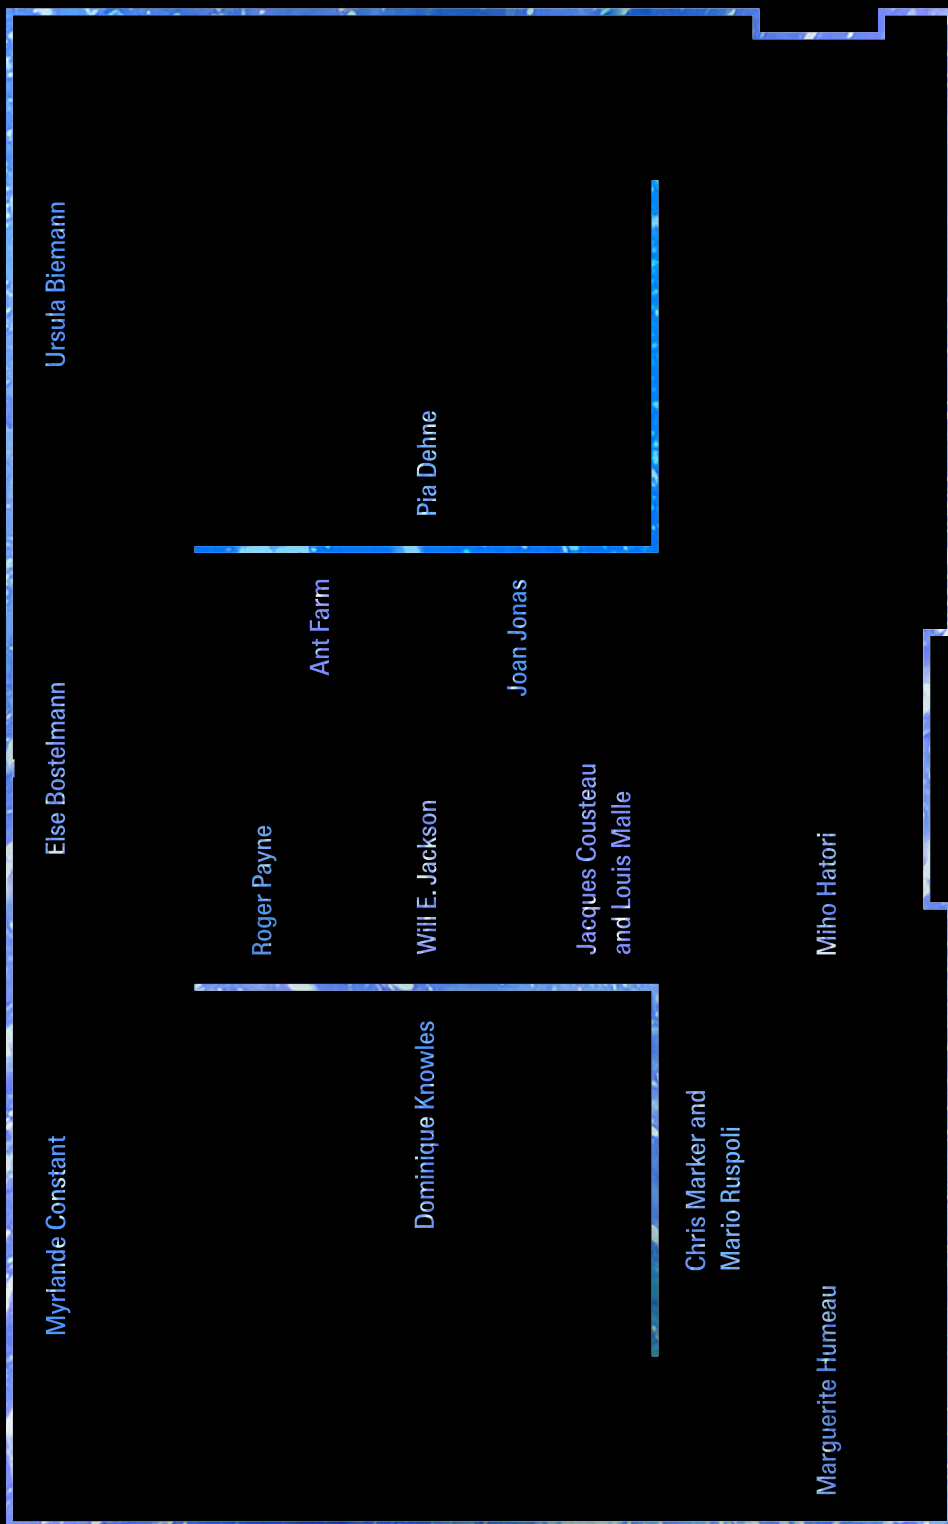 Myrlande Constant
Else Bostelmann
Ursula Biemann
Roger Payne
Ant Farm
Dominique Knowles
Will E. Jackson
Pia Dehne
Joan Jonas
Jacques Cousteau
and Louis Malle
Chris Marker and
Mario Ruspoli
Marguerite Humeau
Miho Hatori